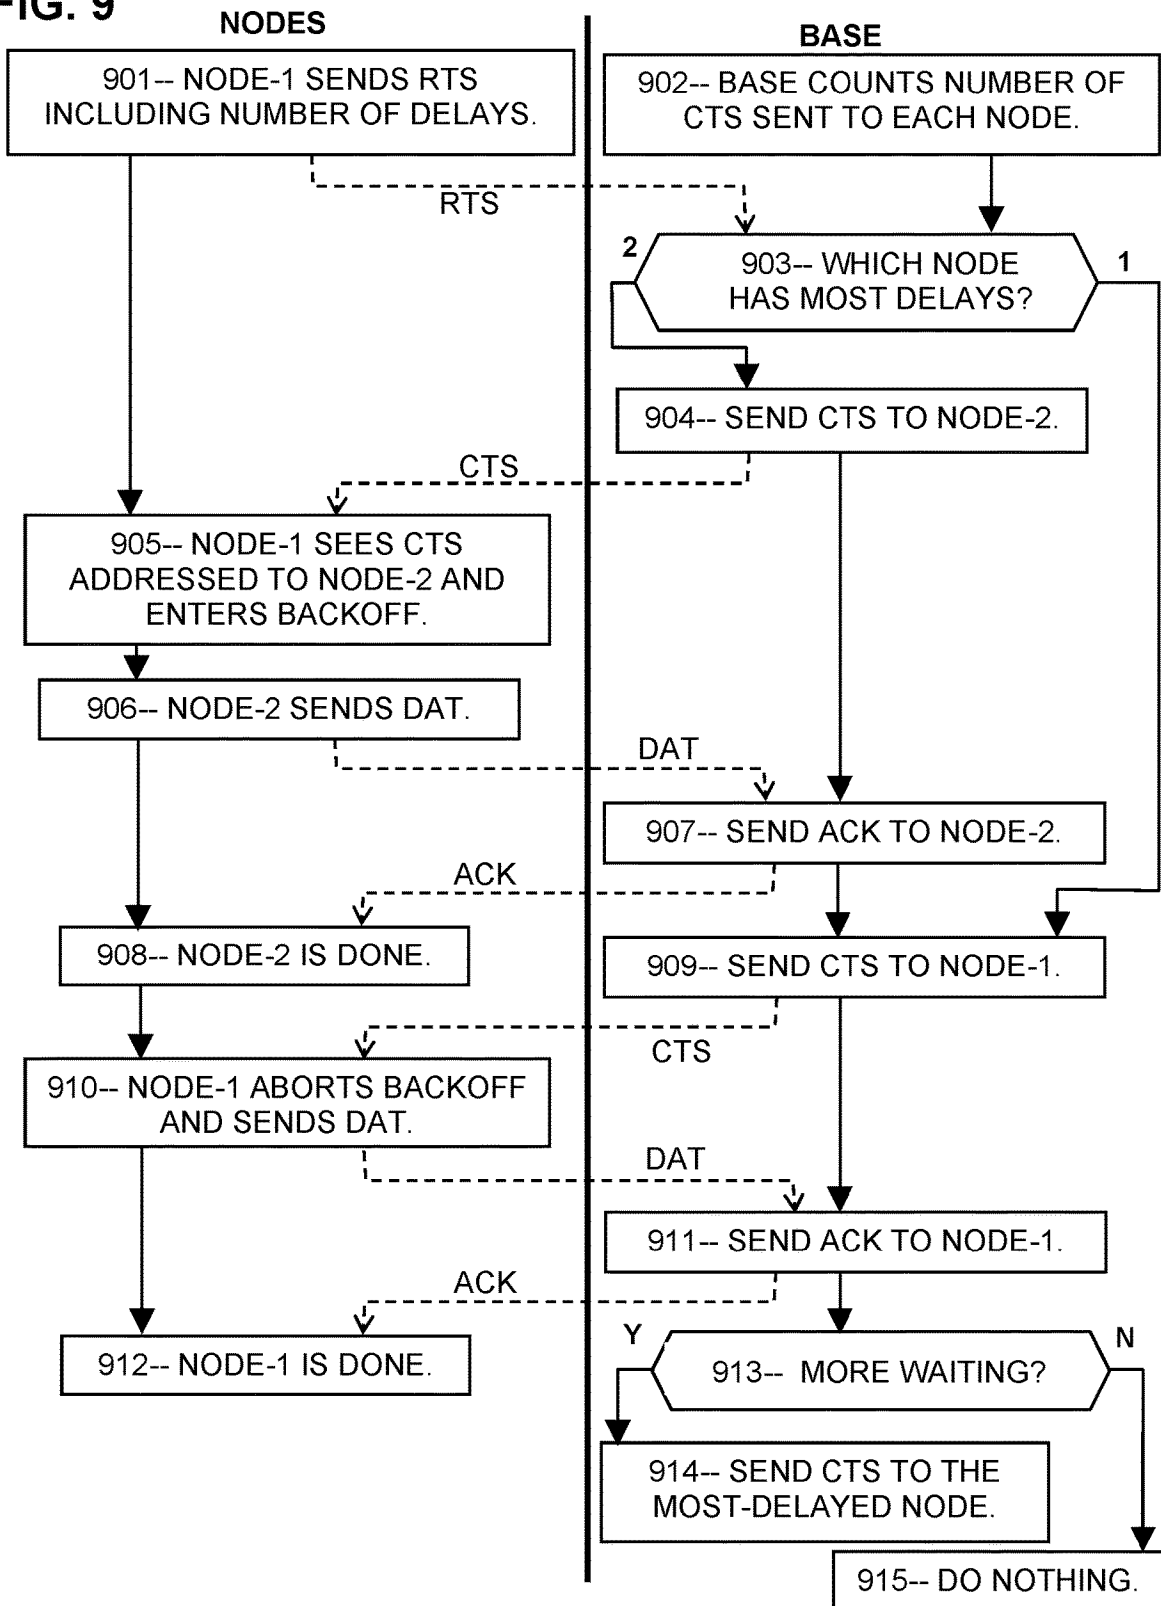 FIG. 9
NODES
BASE
901-- NODE-1 SENDS RTS
INCLUDING NUMBER OF DELAYS.
902-- BASE COUNTS NUMBER OF
CTS SENT TO EACH NODE.
RTS
2
903-- WHICH NODE
HAS MOST DELAYS?
1
904-- SEND CTS TO NODE-2.
CTS
905-- NODE-1 SEES CTS
ADDRESSED TO NODE-2 AND
ENTERS BACKOFF.
906-- NODE-2 SENDS DAT.
DAT
907-- SEND ACK TO NODE-2.
ACK
908-- NODE-2 IS DONE.
909-- SEND CTS TO NODE-1.
CTS
910-- NODE-1 ABORTS BACKOFF
AND SENDS DAT.
DAT
911-- SEND ACK TO NODE-1.
ACK
912-- NODE-1 IS DONE.
Y
913-- MORE WAITING?
N
914-- SEND CTS TO THE
MOST-DELAYED NODE.
915-- DO NOTHING.